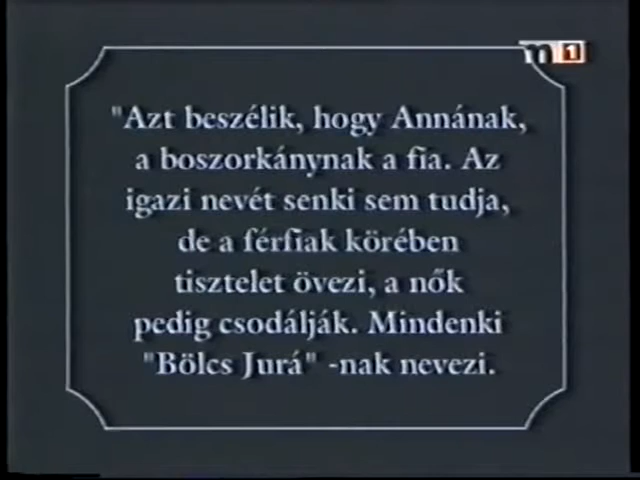 m1
"Azt beszélik, hogy Annának,
a boszorkánynak a fia. Az
igazi nevét senki sem tudja,
de a férfiak körében
tisztelet övezi, a nők
pedig csodálják. Mindenki
"Bölcs Jurá" -nak nevezi.